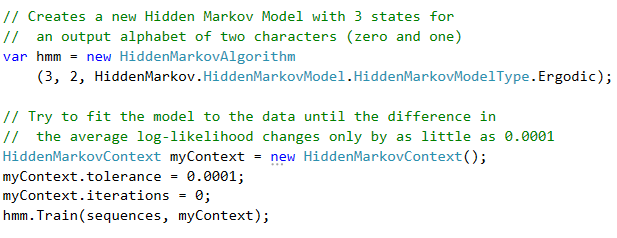 // Creates a new Hidden Markov Model with 3 states for
//  an output alphabet of two characters (zero and one)
var hmm = new HiddenMarkovAlgorithm
    (3, 2, HiddenMarkov.HiddenMarkovModel.HiddenMarkovModelType.Ergodic);

// Try to fit the model to the data until the difference in
//  the average log-likelihood changes only by as little as 0.0001
HiddenMarkovContext myContext = new HiddenMarkovContext();
myContext.tolerance = 0.0001;
myContext.iterations = 0;
hmm.Train(sequences, myContext);